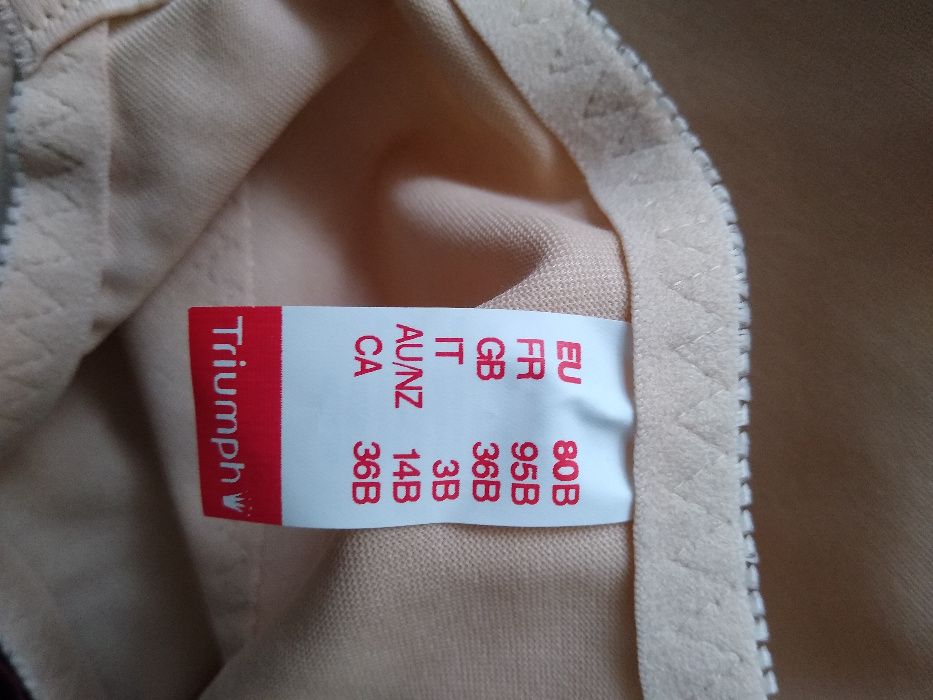 EU 80B
FR 95B
GB 36B
IT 3B
AU/NZ 14B
CA 36B
Triumph